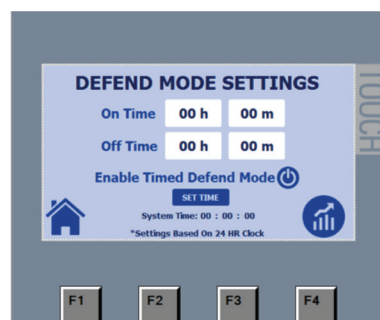 DEFEND MODE SETTINGS
On Time 00 h 00 m
Off Time 00 h 00 m
Enable Timed Defend Mode
SET TIME
System Time: 00 : 00 : 00
*Settings Based On 24 HR Clock
TOUCH
F1 F2 F3 F4